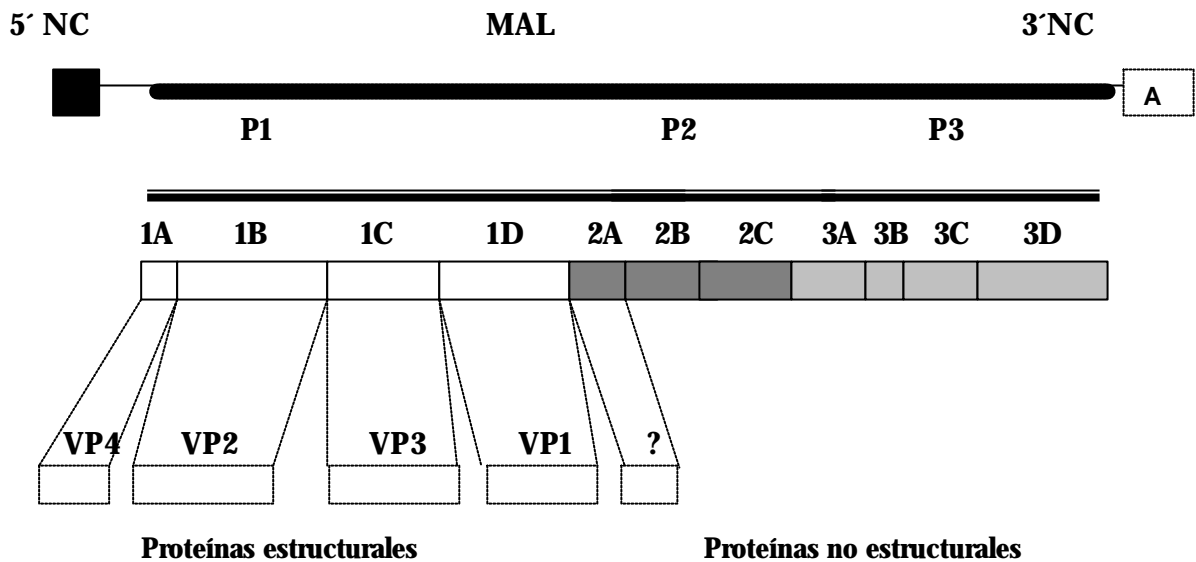 5´ NC MAL 3´NC
A
P1 P2 P3
1A 1B 1C 1D 2A 2B 2C 3A 3B 3C 3D
VP4 VP2 VP3 VP1 ?
Proteínas estructurales Proteínas no estructurales